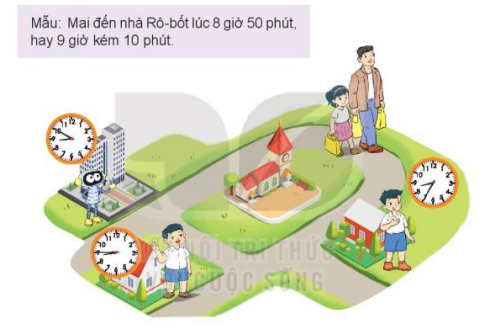 Mẫu: Mai đến nhà Rô-bốt lúc 8 giờ 50 phút,
hay 9 giờ kém 10 phút.